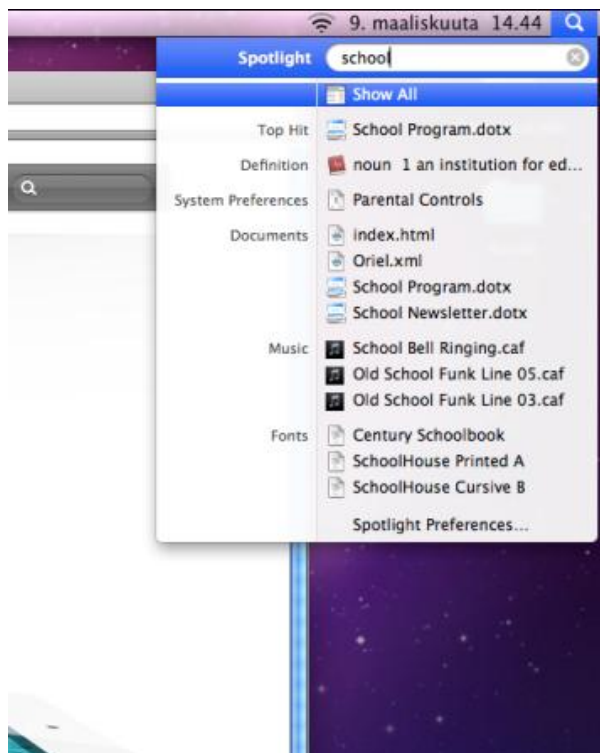 9. maaliskuuta 14.44
Spotlight school
Show All
Top Hit School Program.dotx
Definition noun 1 an institution for ed...
System Preferences Parental Controls
Documents index.html
Oriel.xml
School Program.dotx
School Newsletter.dotx
Music School Bell Ringing.caf
Old School Funk Line 05.caf
Old School Funk Line 03.caf
Fonts Century Schoolbook
SchoolHouse Printed A
SchoolHouse Cursive B
Spotlight Preferences...